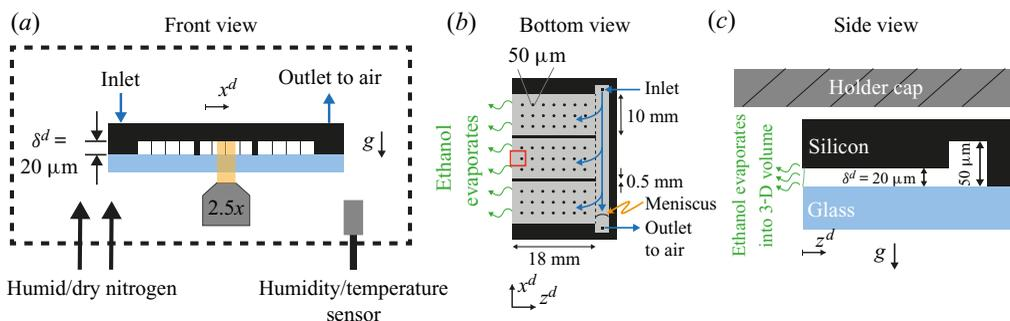 (a)
Front view
Inlet
x^d
Outlet to air
δ^d =
20 μm
g
2.5x
Humid/dry nitrogen
Humidity/temperature
sensor
(b)
Bottom view
50 μm
Inlet
10 mm
Ethanol
evaporates
0.5 mm
Meniscus
Outlet
to air
18 mm
x^d
z^d
(c)
Side view
Holder cap
Ethanol evaporates
into 3-D volume
Silicon
δ^d = 20 μm
50 μm
Glass
z^d
g